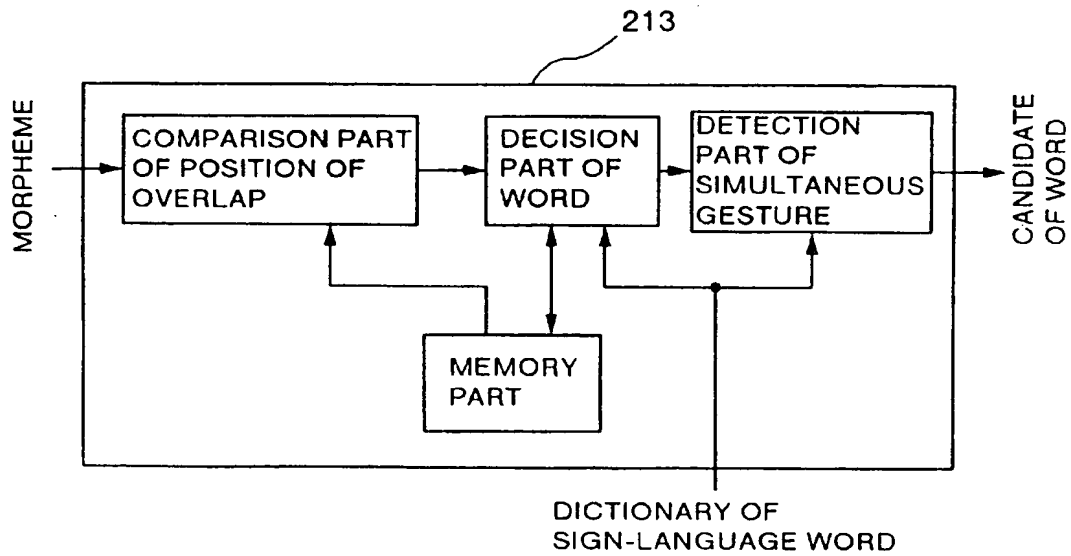 213
MORPHEME
COMPARISON PART
OF POSITION OF
OVERLAP
DECISION
PART OF
WORD
DETECTION
PART OF
SIMULTANEOUS
GESTURE
CANDIDATE
OF WORD
MEMORY
PART
DICTIONARY OF
SIGN-LANGUAGE WORD